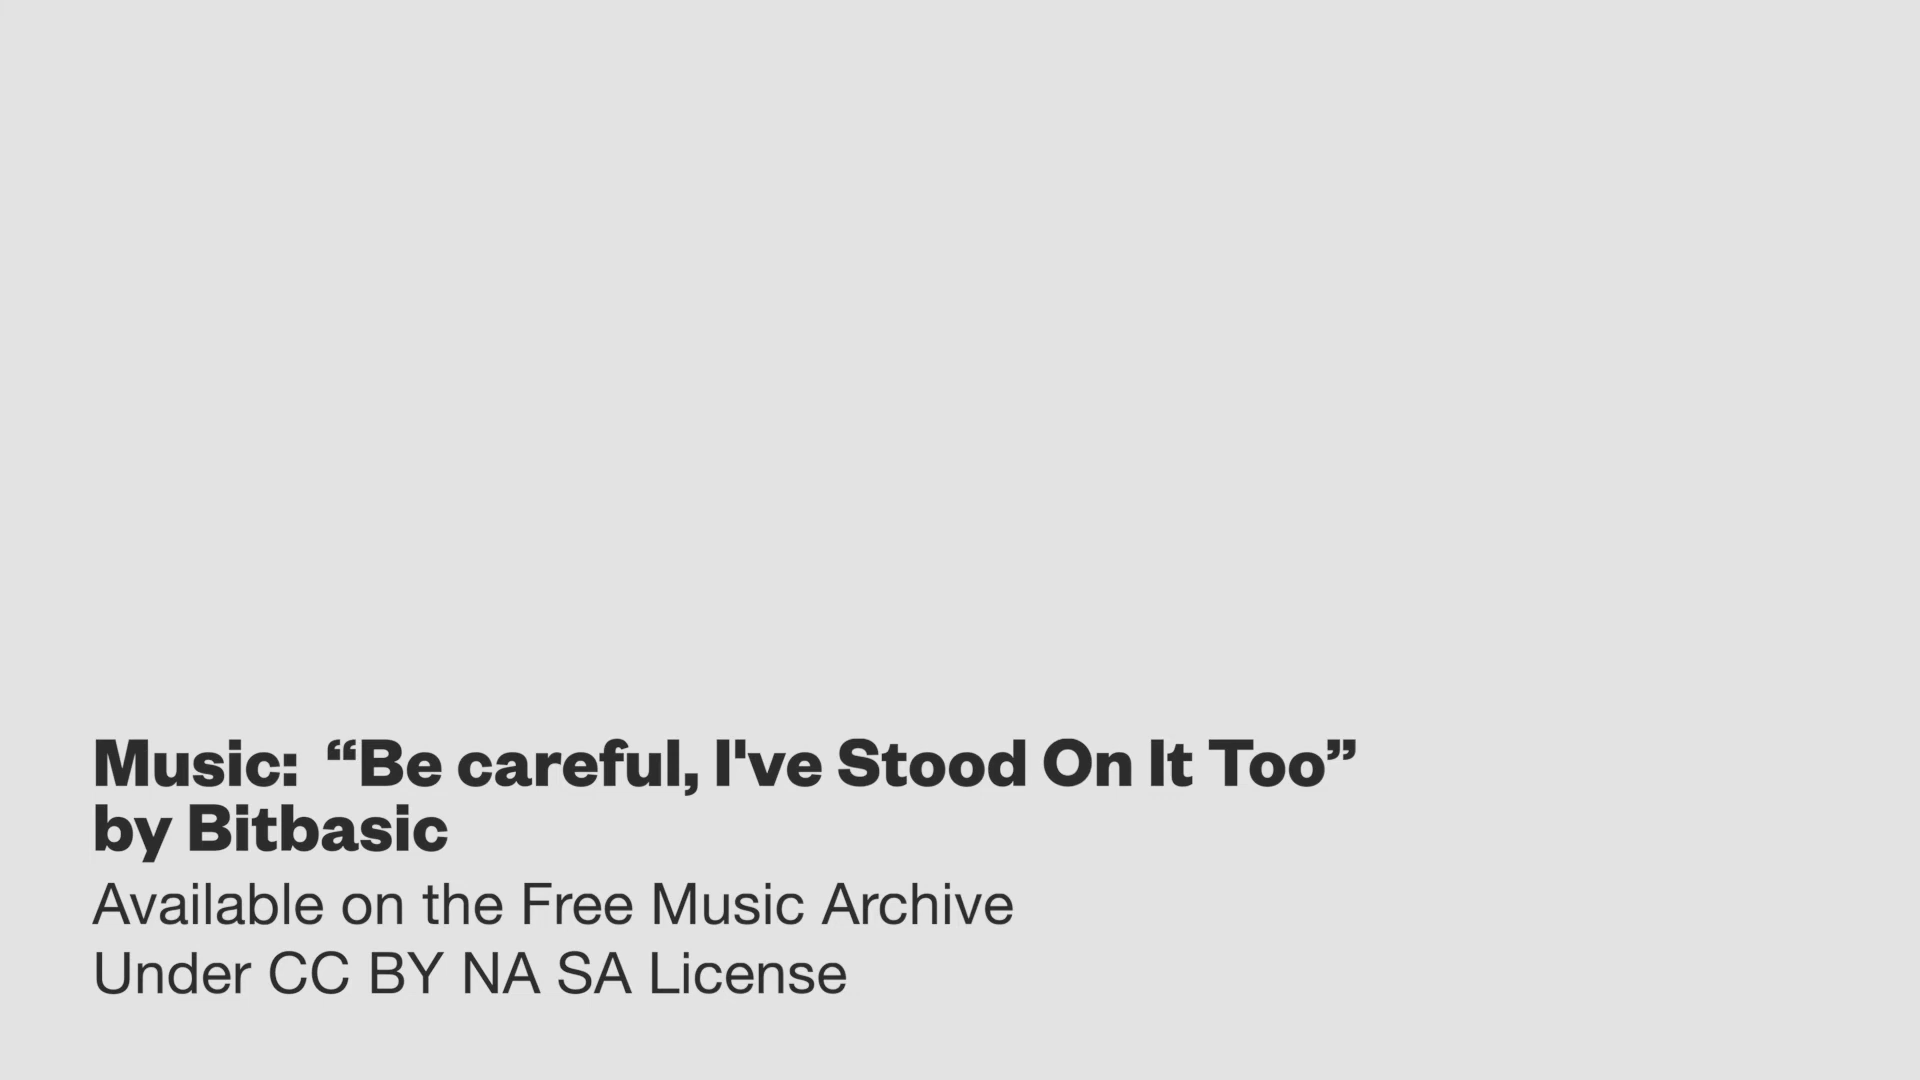 Music:  “Be careful, I've Stood On It Too”
by Bitbasic
Available on the Free Music Archive
Under CC BY NA SA License